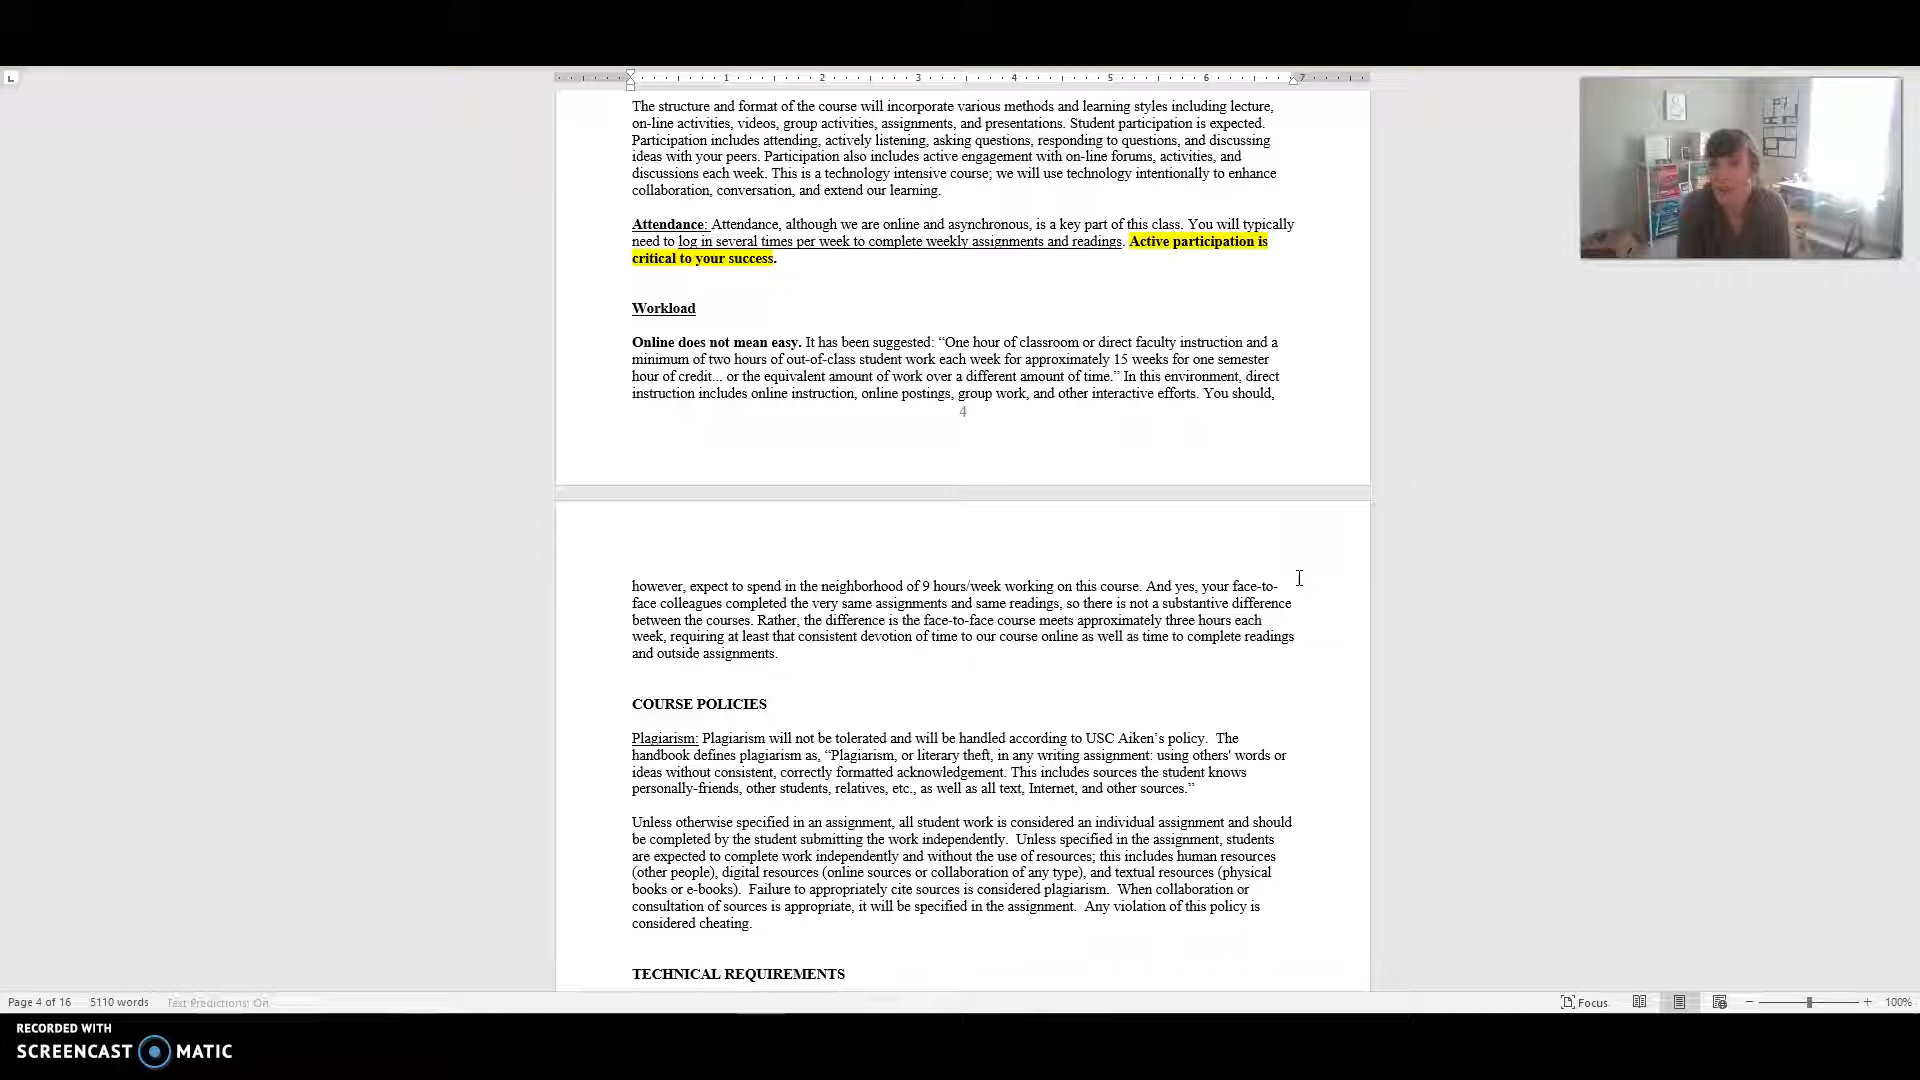 1 2 3 4 5 6 7
The structure and format of the course will incorporate various methods and learning styles including lecture,
on-line activities, videos, group activities, assignments, and presentations. Student participation is expected.
Participation includes attending, actively listening, asking questions, responding to questions, and discussing
ideas with your peers. Participation also includes active engagement with on-line forums, activities, and
discussions each week. This is a technology intensive course; we will use technology intentionally to enhance
collaboration, conversation, and extend our learning.
Attendance: Attendance, although we are online and asynchronous, is a key part of this class. You will typically
need to log in several times per week to complete weekly assignments and readings. Active participation is
critical to your success.
Workload
Online does not mean easy. It has been suggested: “One hour of classroom or direct faculty instruction and a
minimum of two hours of out-of-class student work each week for approximately 15 weeks for one semester
hour of credit... or the equivalent amount of work over a different amount of time.” In this environment, direct
instruction includes online instruction, online postings, group work, and other interactive efforts. You should,
4
however, expect to spend in the neighborhood of 9 hours/week working on this course. And yes, your face-to-
face colleagues completed the very same assignments and same readings, so there is not a substantive difference
between the courses. Rather, the difference is the face-to-face course meets approximately three hours each
week, requiring at least that consistent devotion of time to our course online as well as time to complete readings
and outside assignments.
COURSE POLICIES
Plagiarism: Plagiarism will not be tolerated and will be handled according to USC Aiken’s policy.  The
handbook defines plagiarism as, “Plagiarism, or literary theft, in any writing assignment: using others' words or
ideas without consistent, correctly formatted acknowledgement. This includes sources the student knows
personally-friends, other students, relatives, etc., as well as all text, Internet, and other sources.”
Unless otherwise specified in an assignment, all student work is considered an individual assignment and should
be completed by the student submitting the work independently.  Unless specified in the assignment, students
are expected to complete work independently and without the use of resources; this includes human resources
(other people), digital resources (online sources or collaboration of any type), and textual resources (physical
books or e-books).  Failure to appropriately cite sources is considered plagiarism.  When collaboration or
consultation of sources is appropriate, it will be specified in the assignment.  Any violation of this policy is
considered cheating.
TECHNICAL REQUIREMENTS
Page 4 of 16 5110 words Text Predictions: On Focus 100%
RECORDED WITH
SCREENCAST MATIC